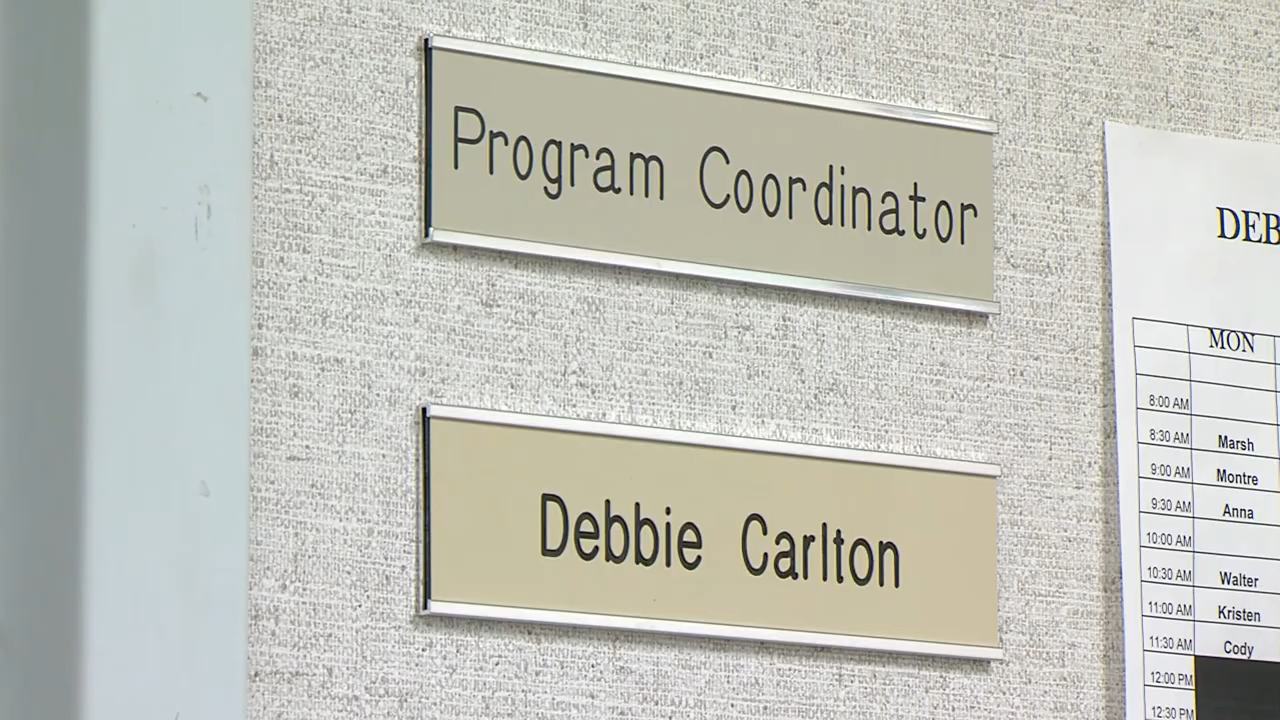 Program Coordinator
Debbie Carlton
DEB
MON
8:00 AM
8:30 AM Marsh
9:00 AM Montre
9:30 AM Anna
10:00 AM
10:30 AM Walter
11:00 AM Kristen
11:30 AM Cody
12:00 PM
12:30 PM